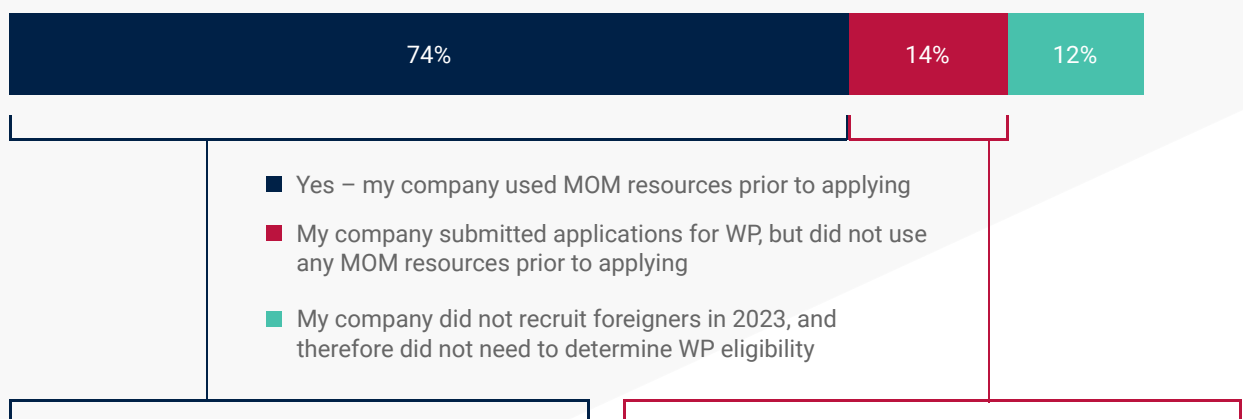 74%
14%
12%
Yes – my company used MOM resources prior to applying
My company submitted applications for WP, but did not use
any MOM resources prior to applying
My company did not recruit foreigners in 2023, and
therefore did not need to determine WP eligibility